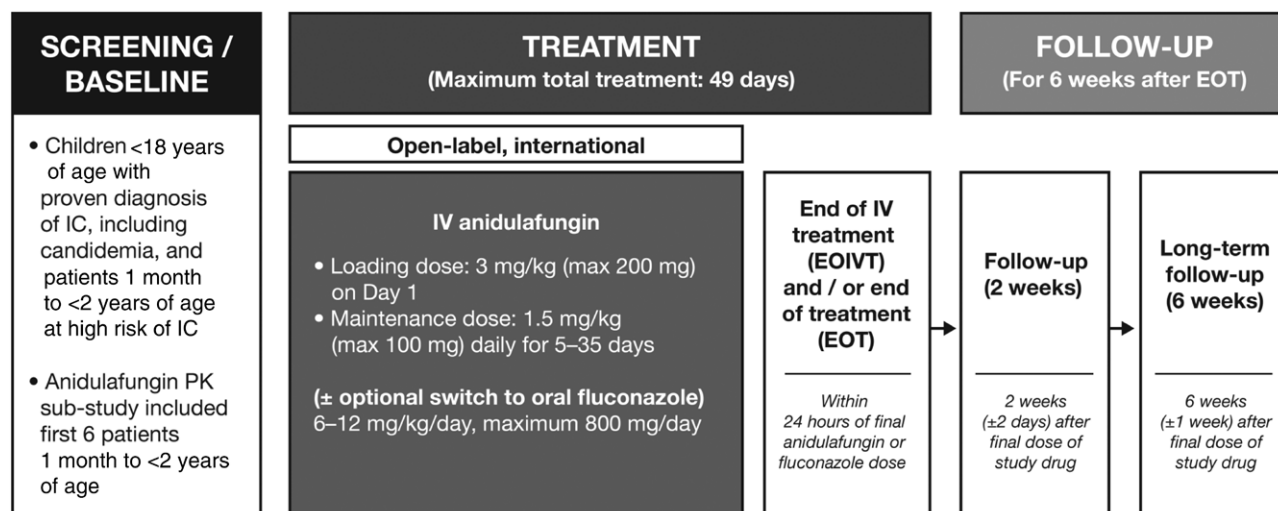 SCREENING /
BASELINE
• Children <18 years
of age with
proven diagnosis
of IC, including
candidemia, and
patients 1 month
to <2 years of age
at high risk of IC
• Anidulafungin PK
sub-study included
first 6 patients
1 month to <2 years
of age
TREATMENT
(Maximum total treatment: 49 days)
Open-label, international
IV anidulafungin
• Loading dose: 3 mg/kg (max 200 mg)
on Day 1
• Maintenance dose: 1.5 mg/kg
(max 100 mg) daily for 5–35 days
(± optional switch to oral fluconazole)
6–12 mg/kg/day, maximum 800 mg/day
End of IV
treatment
(EOIVT)
and / or end
of treatment
(EOT)
Within
24 hours of final
anidulafungin or
fluconazole dose
FOLLOW-UP
(For 6 weeks after EOT)
Follow-up
(2 weeks)
2 weeks
(±2 days) after
final dose of
study drug
Long-term
follow-up
(6 weeks)
6 weeks
(±1 week) after
final dose of
study drug